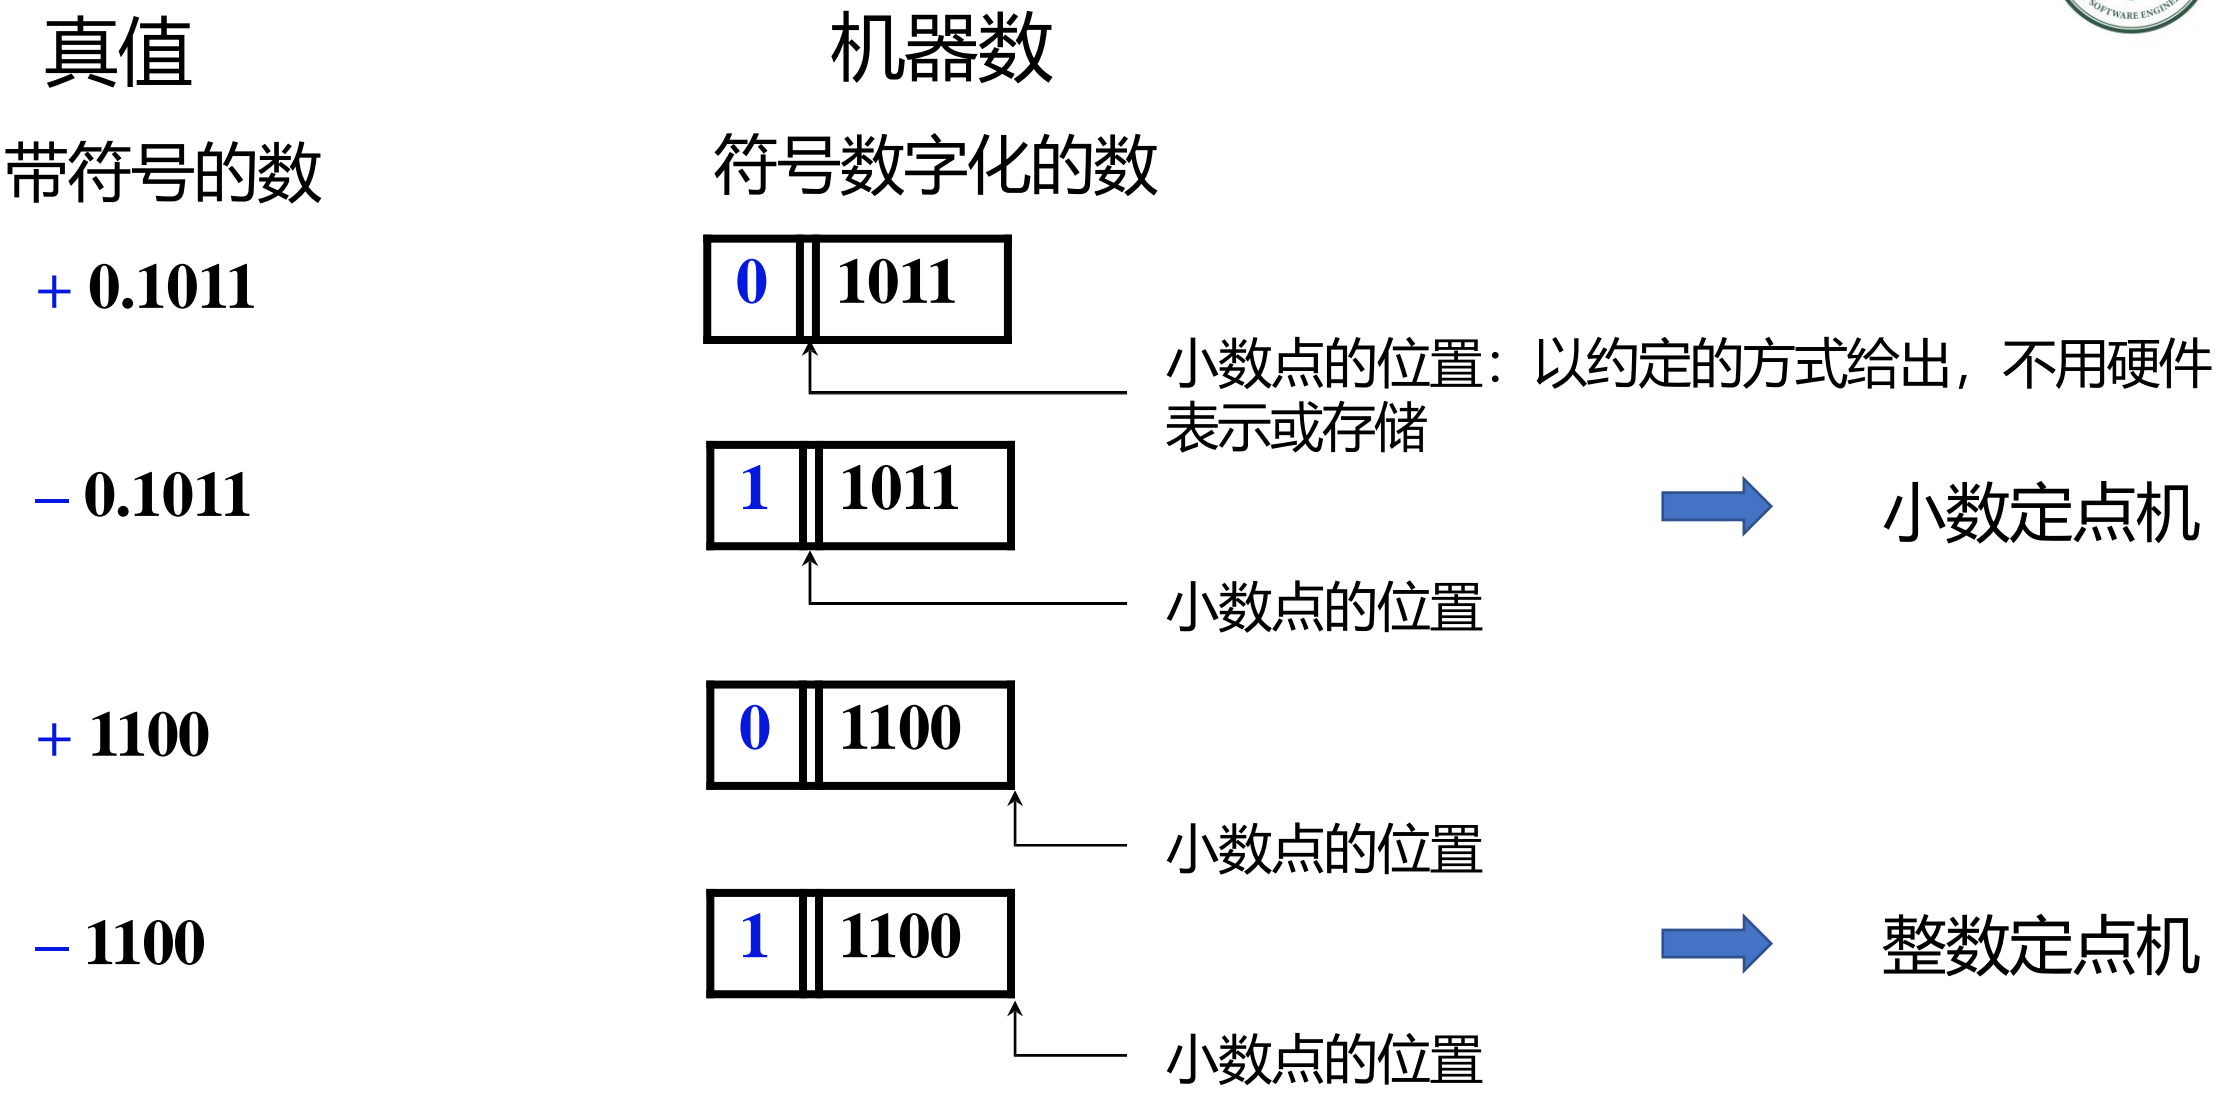 SOFTWARE ENGINE
真值
机器数
带符号的数
符号数字化的数
+ 0.1011
0 1011
小数点的位置：以约定的方式给出，不用硬件
表示或存储
– 0.1011
1 1011
小数定点机
小数点的位置
+ 1100
0 1100
小数点的位置
– 1100
1 1100
整数定点机
小数点的位置